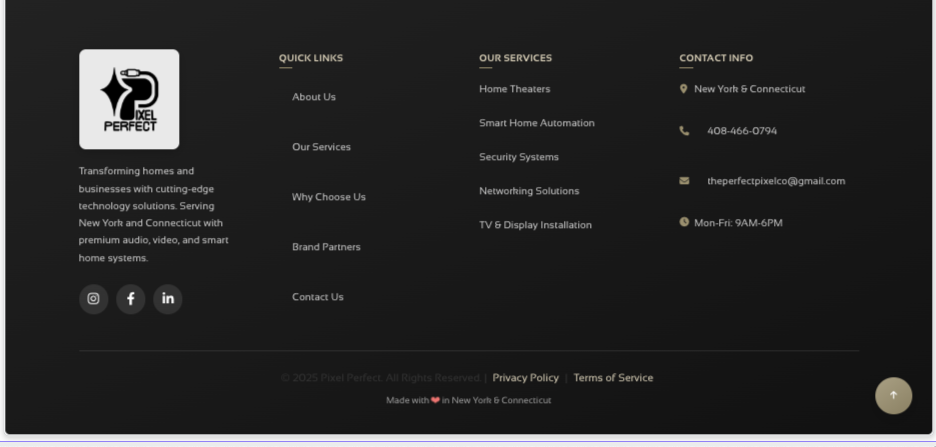 PIXEL
PERFECT
Transforming homes and
businesses with cutting-edge
technology solutions. Serving
New York and Connecticut with
premium audio, video, and smart
home systems.
QUICK LINKS
About Us
Our Services
Why Choose Us
Brand Partners
Contact Us
OUR SERVICES
Home Theaters
Smart Home Automation
Security Systems
Networking Solutions
TV & Display Installation
CONTACT INFO
New York & Connecticut
408-466-0794
theperfectpixelco@gmail.com
Mon-Fri: 9AM-6PM
© 2025 Pixel Perfect. All Rights Reserved. | Privacy Policy | Terms of Service
Made with ❤ in New York & Connecticut